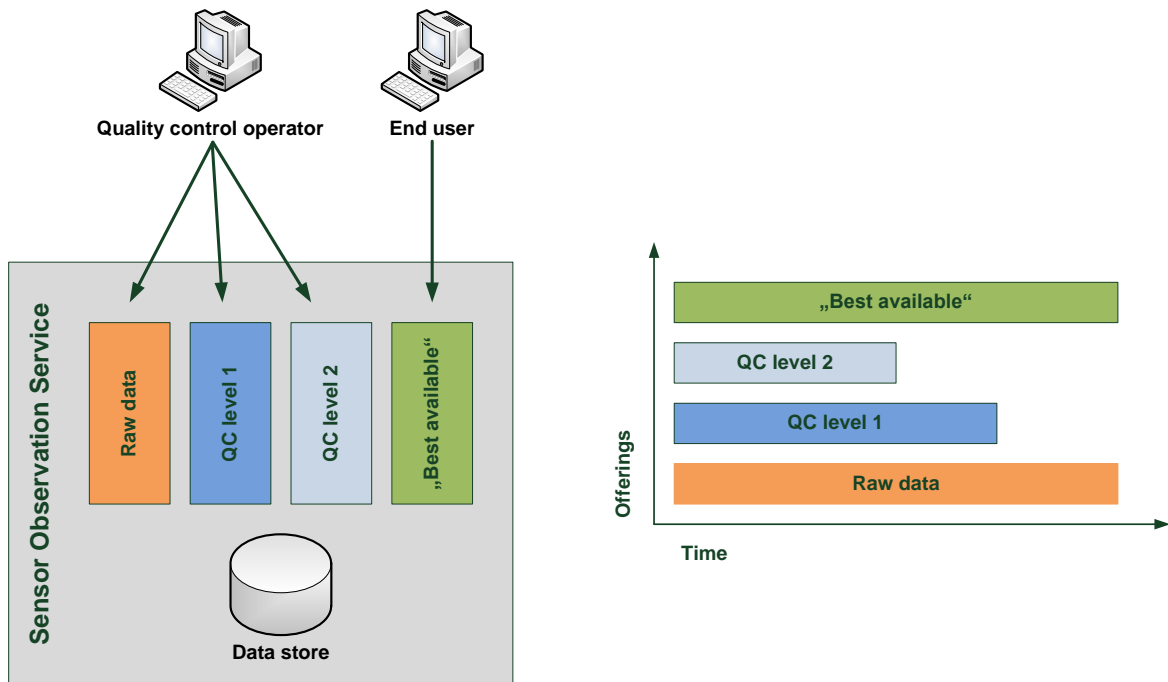 Quality control operator
End user
Sensor Observation Service
Raw data
QC level 1
QC level 2
„Best available“
Data store
Offerings
„Best available“
QC level 2
QC level 1
Raw data
Time